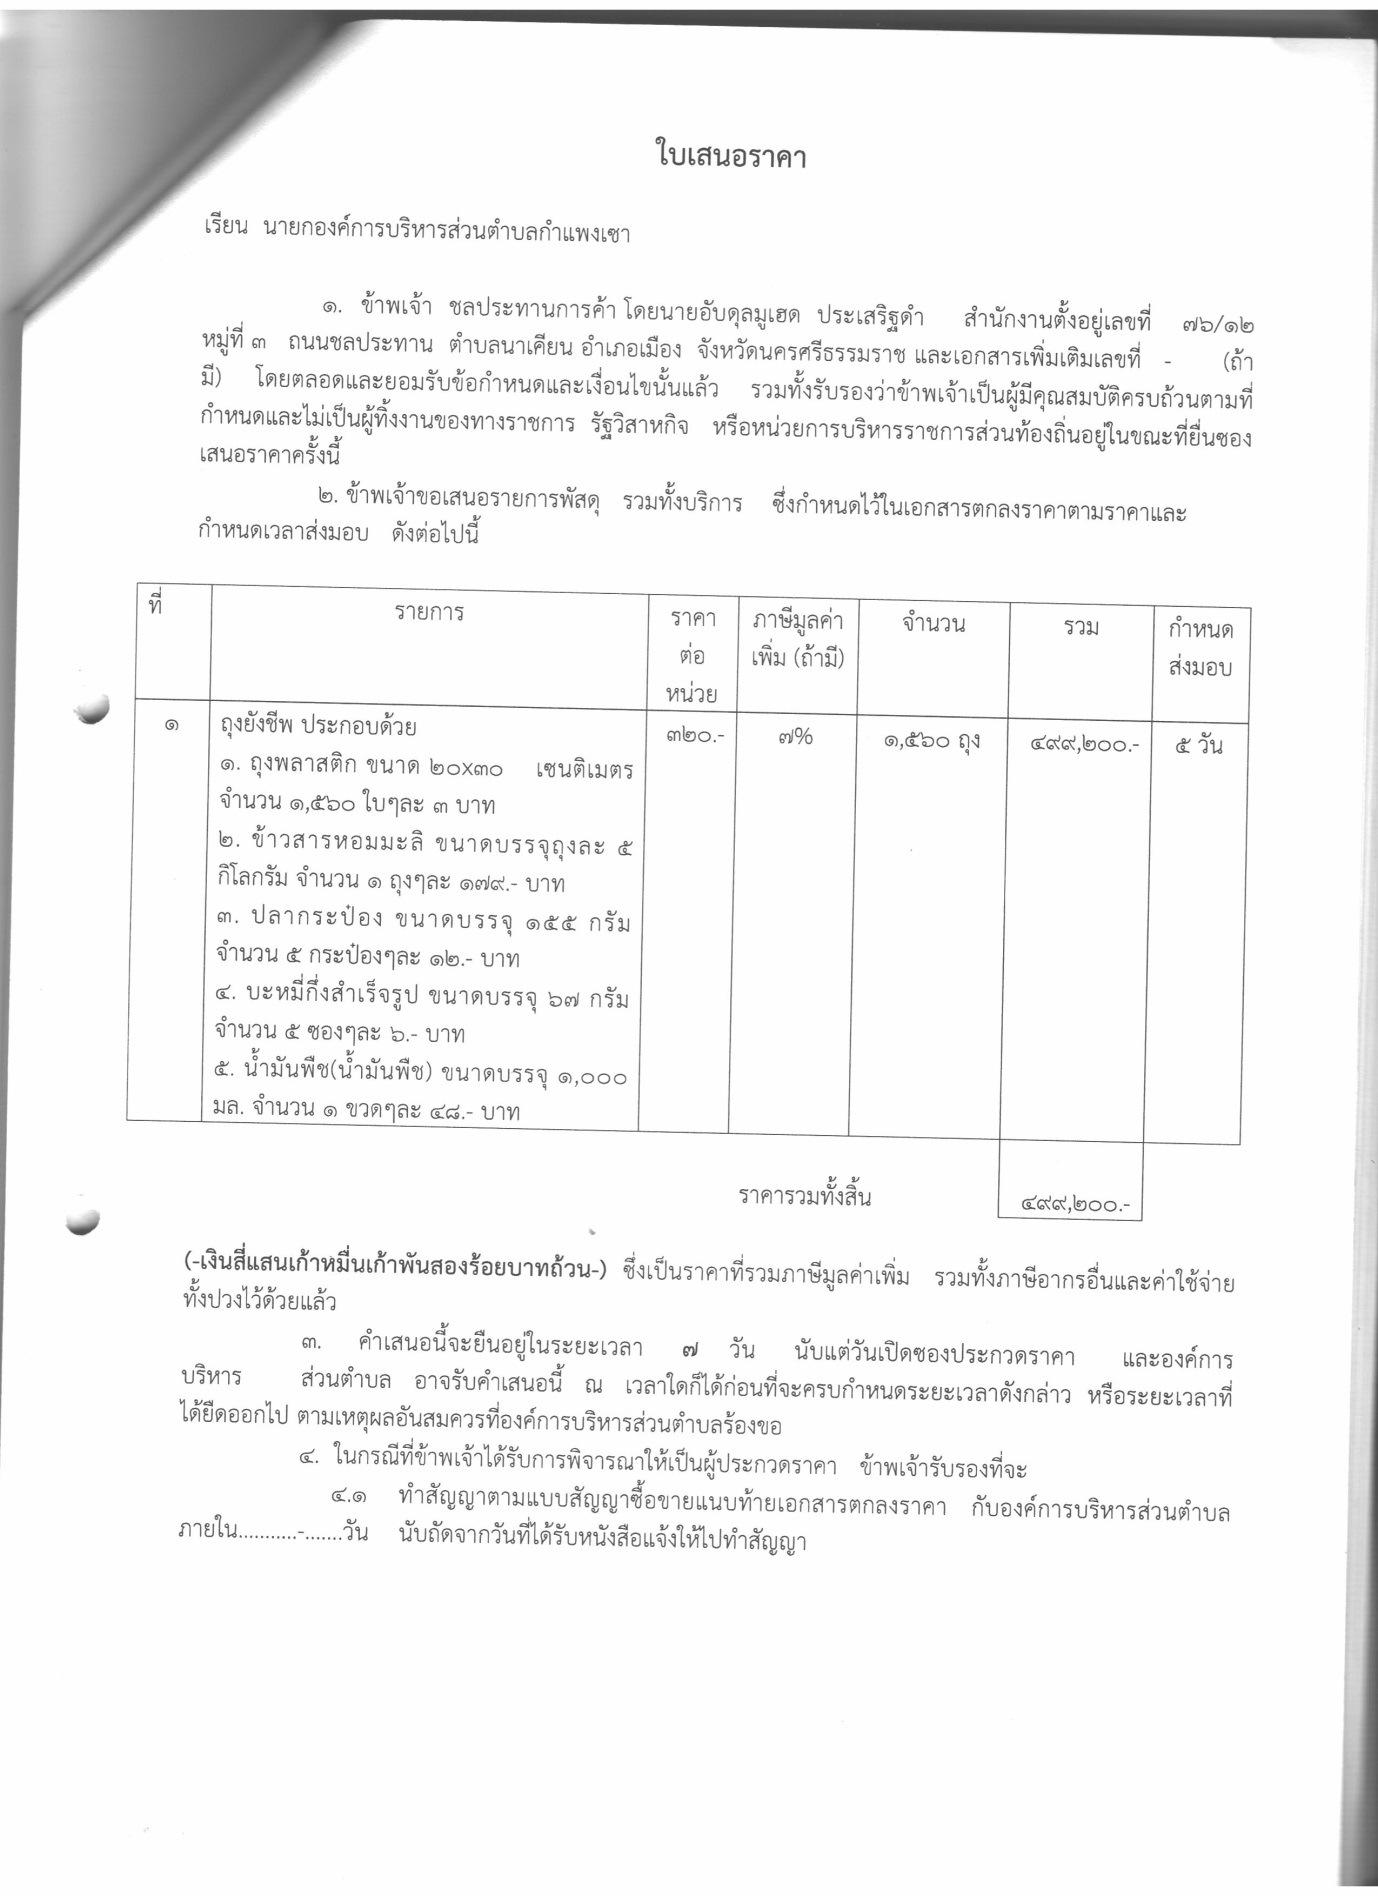 ใบเสนอราคา
เรียน นายกองค์การบริหารส่วนตำบลกำแพงเซา
๑. ข้าพเจ้า ชลประทานการค้า โดยนายอับดุลมูเฮด ประเสริฐดำ สำนักงานตั้งอยู่เลขที่ ๗๖/๑๒
หมู่ที่ ๓ ถนนชลประทาน ตำบลนาเคียน อำเภอเมือง จังหวัดนครศรีธรรมราช และเอกสารเพิ่มเติมเลขที่ - (ถ้า
มี) โดยตลอดและยอมรับข้อกำหนดและเงื่อนไขนั้นแล้ว รวมทั้งรับรองว่าข้าพเจ้าเป็นผู้มีคุณสมบัติครบถ้วนตามที่
กำหนดและไม่เป็นผู้ทิ้งงานของทางราชการ รัฐวิสาหกิจ หรือหน่วยการบริหารราชการส่วนท้องถิ่นอยู่ในขณะที่ยื่นซอง
เสนอราคาครั้งนี้
๒. ข้าพเจ้าขอเสนอรายการพัสดุ รวมทั้งบริการ ซึ่งกำหนดไว้ในเอกสารตกลงราคาตามราคาและ
กำหนดเวลาส่งมอบ ดังต่อไปนี้
ที่ รายการ ราคา ภาษีมูลค่า จำนวน รวม กำหนด
ต่อ เพิ่ม (ถ้ามี) ส่งมอบ
หน่วย
๑ ถุงยังชีพ ประกอบด้วย ๓๒๐.- ๗% ๑,๕๖๐ ถุง ๔๙๙,๒๐๐.- ๕ วัน
๑. ถุงพลาสติก ขนาด ๒๐x๓๐ เซนติเมตร
จำนวน ๑,๕๖๐ ใบๆละ ๓ บาท
๒. ข้าวสารหอมมะลิ ขนาดบรรจุถุงละ ๕
กิโลกรัม จำนวน ๑ ถุงๆละ ๑๗๙.- บาท
๓. ปลากระป๋อง ขนาดบรรจุ ๑๕๕ กรัม
จำนวน ๕ กระป๋องๆละ ๑๒.- บาท
๔. บะหมี่กึ่งสำเร็จรูป ขนาดบรรจุ ๖๗ กรัม
จำนวน ๕ ซองๆละ ๖.- บาท
๕. น้ำมันพืช(น้ำมันพืช) ขนาดบรรจุ ๑,๐๐๐
มล. จำนวน ๑ ขวดๆละ ๔๘.- บาท
ราคารวมทั้งสิ้น ๔๙๙,๒๐๐.-
(-เงินสี่แสนเก้าหมื่นเก้าพันสองร้อยบาทถ้วน-) ซึ่งเป็นราคาที่รวมภาษีมูลค่าเพิ่ม รวมทั้งภาษีอากรอื่นและค่าใช้จ่าย
ทั้งปวงไว้ด้วยแล้ว
๓. คำเสนอนี้จะยืนอยู่ในระยะเวลา ๗ วัน นับแต่วันเปิดซองประกวดราคา และองค์การ
บริหาร ส่วนตำบล อาจรับคำเสนอนี้ ณ เวลาใดก็ได้ก่อนที่จะครบกำหนดระยะเวลาดังกล่าว หรือระยะเวลาที่
ได้ยืดออกไป ตามเหตุผลอันสมควรที่องค์การบริหารส่วนตำบลร้องขอ
๔. ในกรณีที่ข้าพเจ้าได้รับการพิจารณาให้เป็นผู้ประกวดราคา ข้าพเจ้ารับรองที่จะ
๔.๑ ทำสัญญาตามแบบสัญญาซื้อขายแนบท้ายเอกสารตกลงราคา กับองค์การบริหารส่วนตำบล
ภายใน...........-.......วัน นับถัดจากวันที่ได้รับหนังสือแจ้งให้ไปทำสัญญา